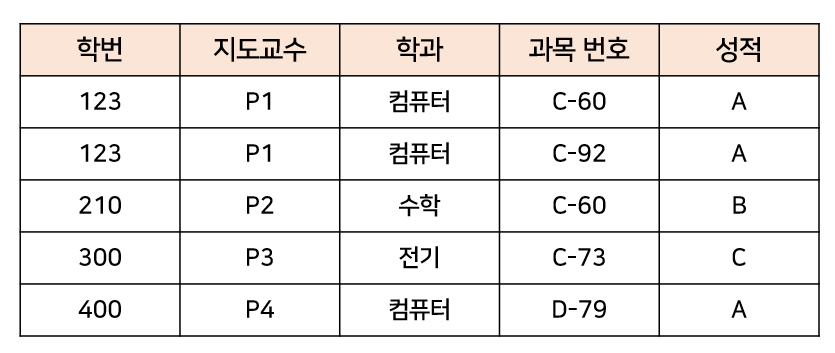 학번 지도교수 학과 과목 번호 성적
123 P1 컴퓨터 C-60 A
123 P1 컴퓨터 C-92 A
210 P2 수학 C-60 B
300 P3 전기 C-73 C
400 P4 컴퓨터 D-79 A